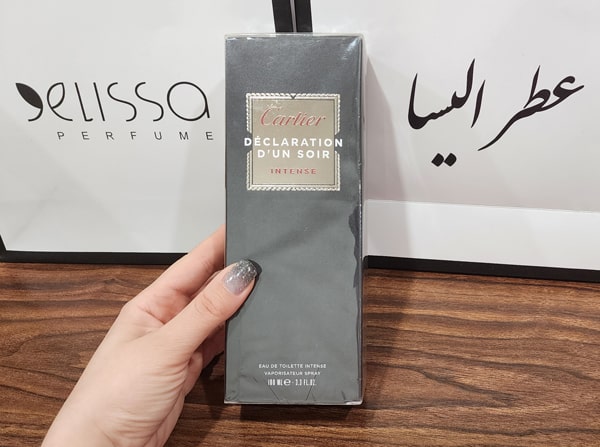 elissa
PERFUME
عطر اليسا
Cartier
DÉCLARATION
D'UN SOIR
INTENSE
EAU DE TOILETTE INTENSE
VAPORISATEUR SPRAY
100 ML e - 3.3 FL.OZ.